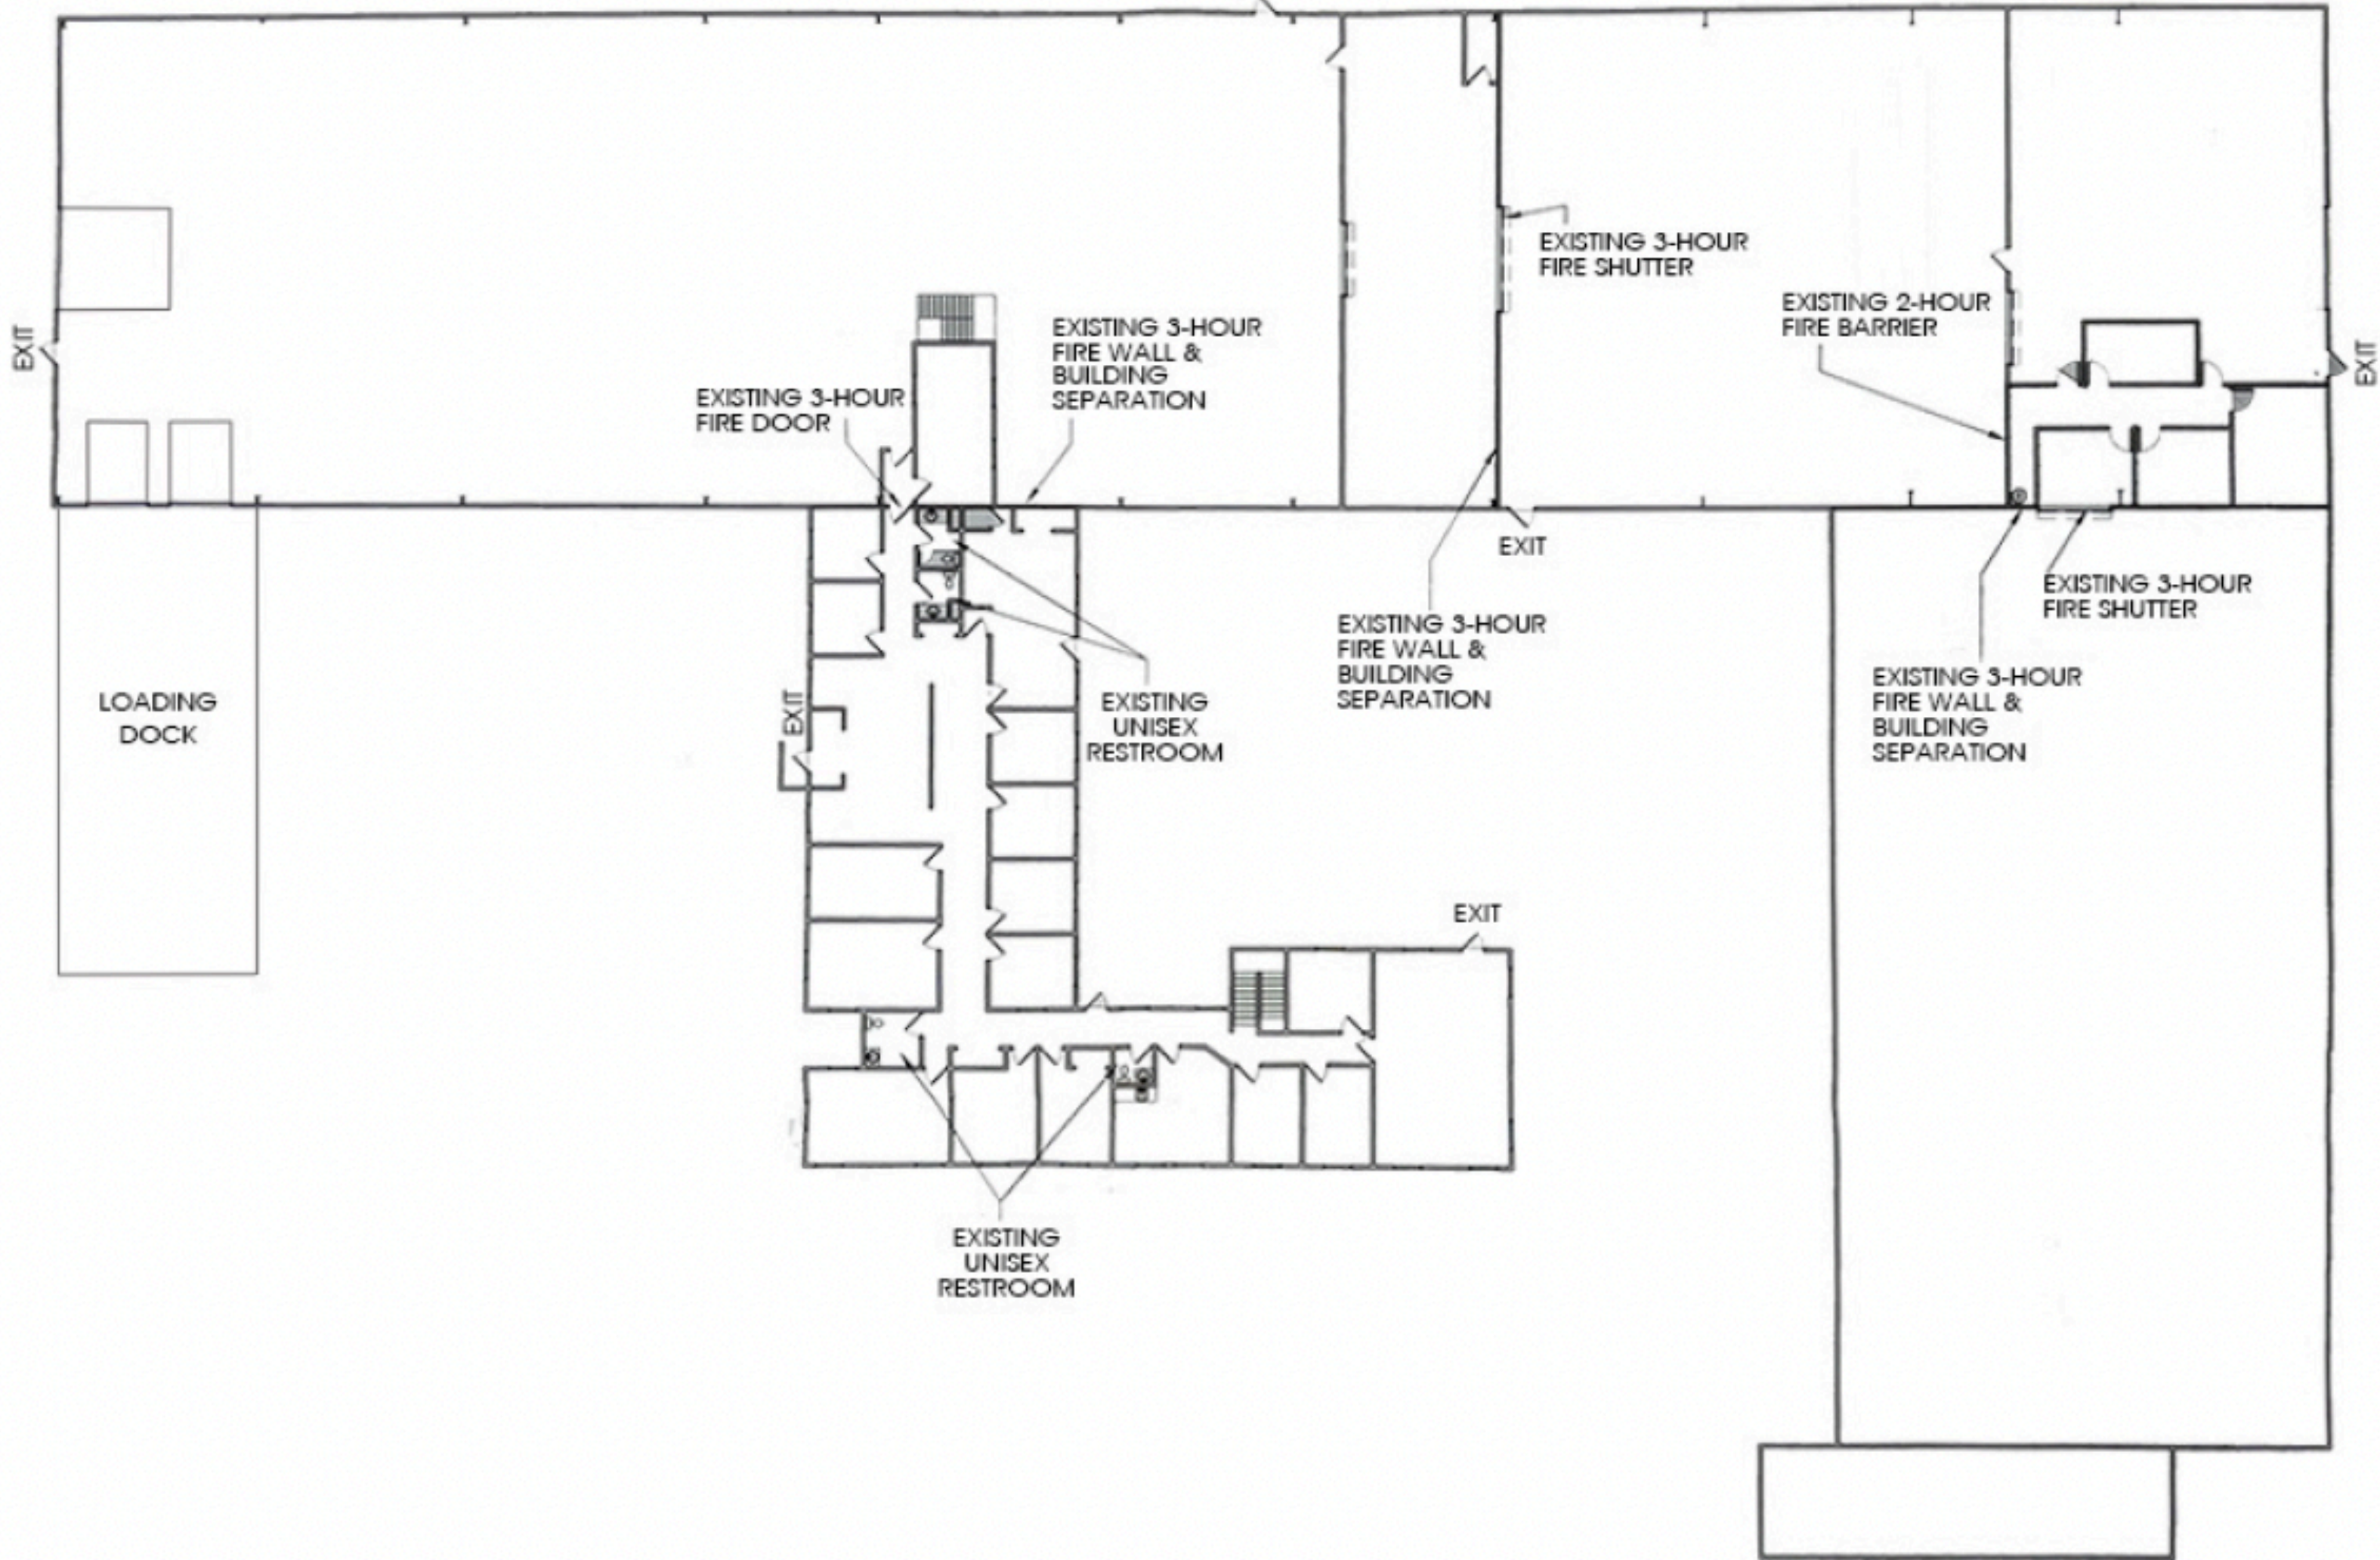 EXISTING 3-HOUR
FIRE SHUTTER
EXISTING 2-HOUR
FIRE BARRIER
EXISTING 3-HOUR
FIRE WALL &
BUILDING
SEPARATION
EXIT
EXIT
EXISTING 3-HOUR
FIRE DOOR
EXIT
EXISTING 3-HOUR
FIRE SHUTTER
EXISTING 3-HOUR
FIRE WALL &
BUILDING
SEPARATION
EXISTING 3-HOUR
FIRE WALL &
BUILDING
SEPARATION
LOADING
DOCK
EXIT
EXISTING
UNISEX
RESTROOM
EXIT
EXISTING
UNISEX
RESTROOM